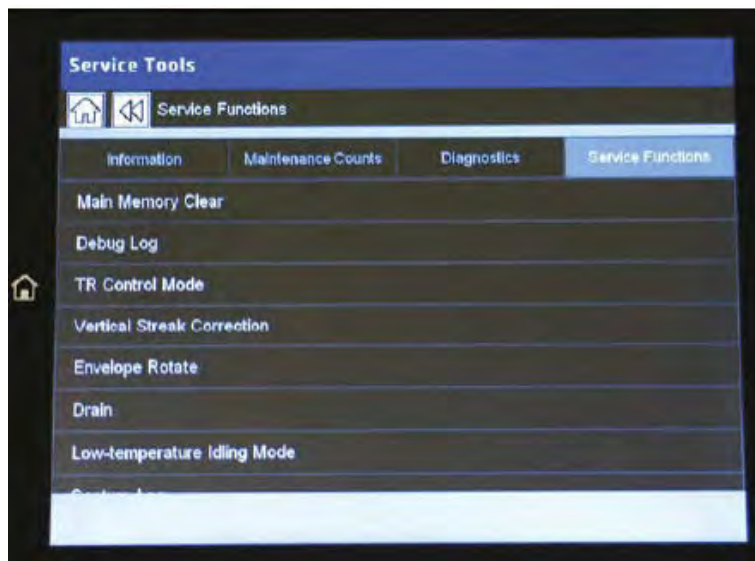 Service Tools
Service Functions
Information Maintenance Counts Diagnostics Service Functions
Main Memory Clear
Debug Log
TR Control Mode
Vertical Streak Correction
Envelope Rotate
Drain
Low-temperature Idling Mode